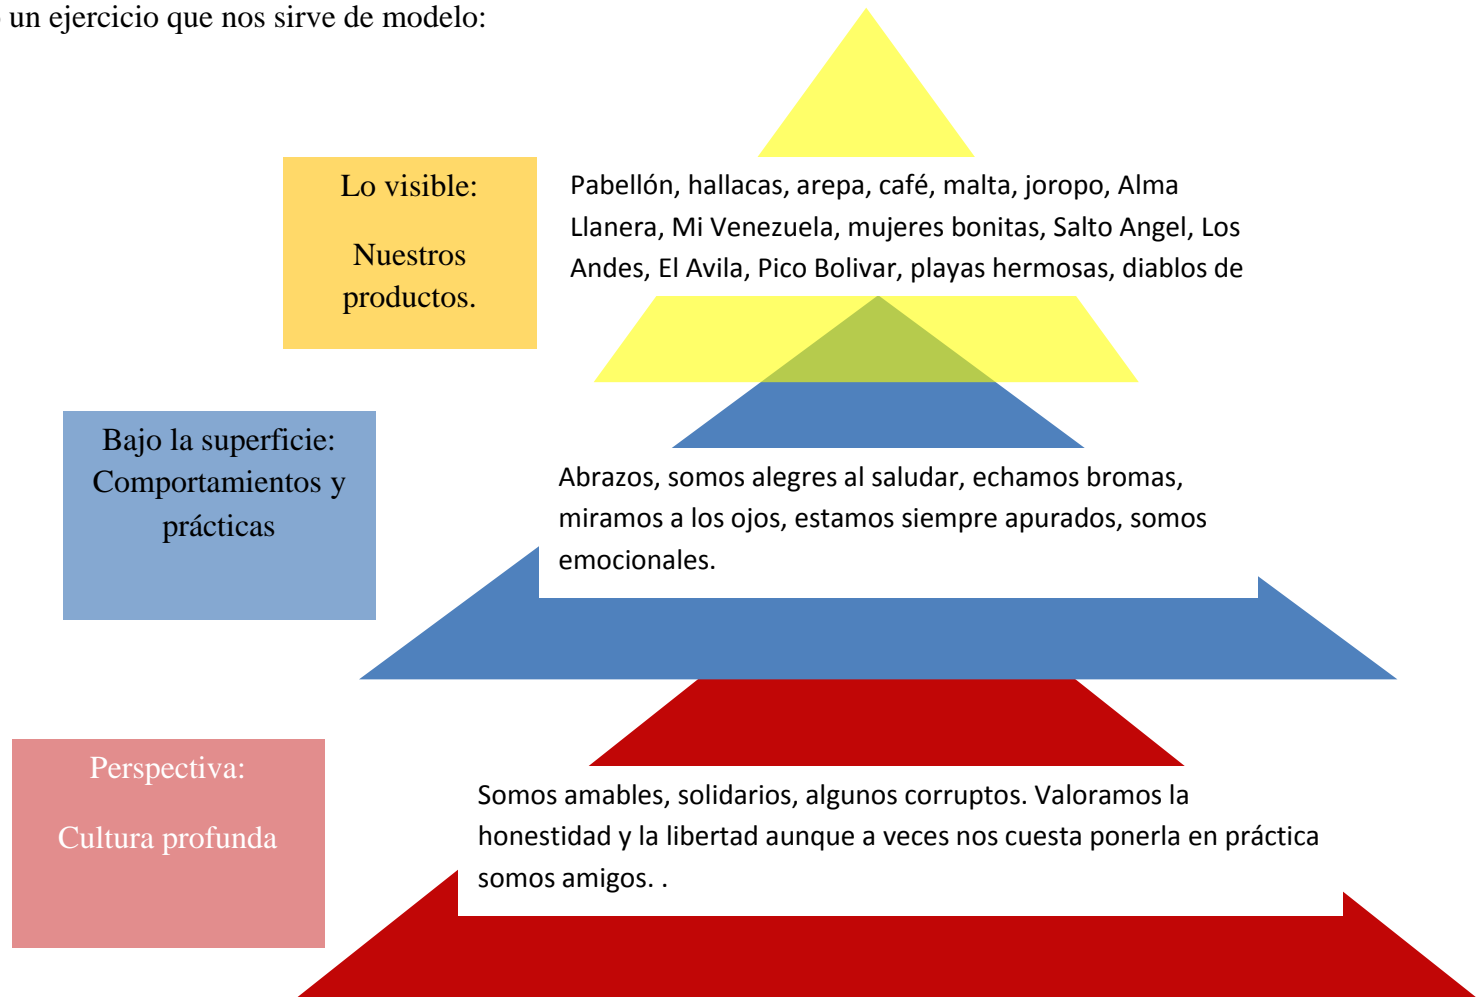 un ejercicio que nos sirve de modelo:
Lo visible:
Nuestros
productos.
Pabellón, hallacas, arepa, café, malta, joropo, Alma
Llanera, Mi Venezuela, mujeres bonitas, Salto Angel, Los
Andes, El Avila, Pico Bolivar, playas hermosas, diablos de
Bajo la superficie:
Comportamientos y
prácticas
Abrazos, somos alegres al saludar, echamos bromas,
miramos a los ojos, estamos siempre apurados, somos
emocionales.
Perspectiva:
Cultura profunda
Somos amables, solidarios, algunos corruptos. Valoramos la
honestidad y la libertad aunque a veces nos cuesta ponerla en práctica
somos amigos. .